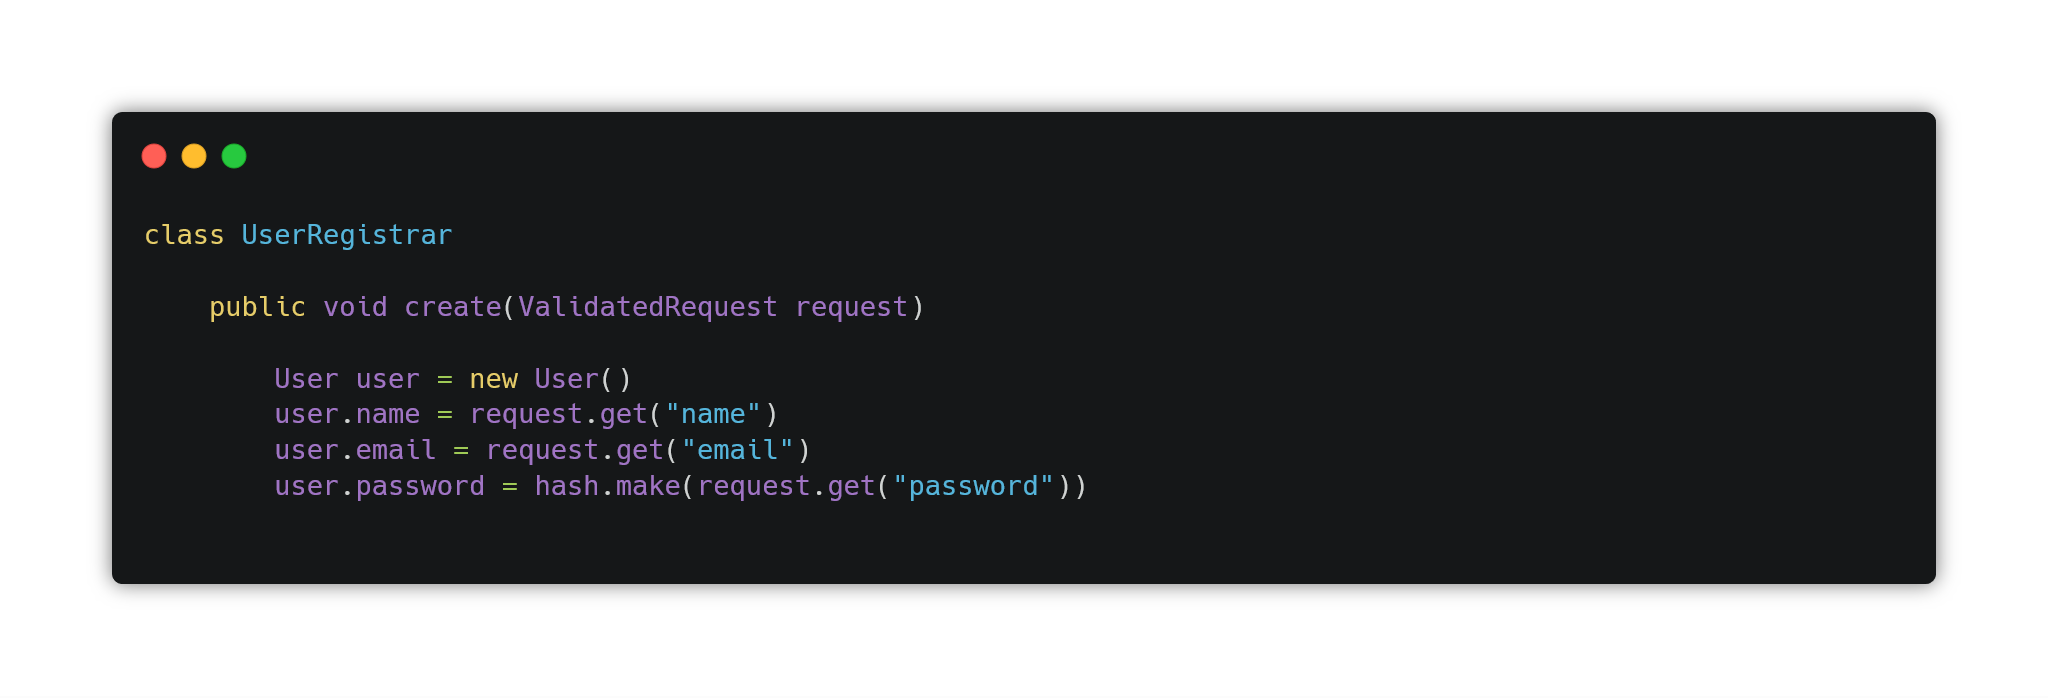 class UserRegistrar
    public void create(ValidatedRequest request)
        User user = new User()
        user.name = request.get("name")
        user.email = request.get("email")
        user.password = hash.make(request.get("password"))